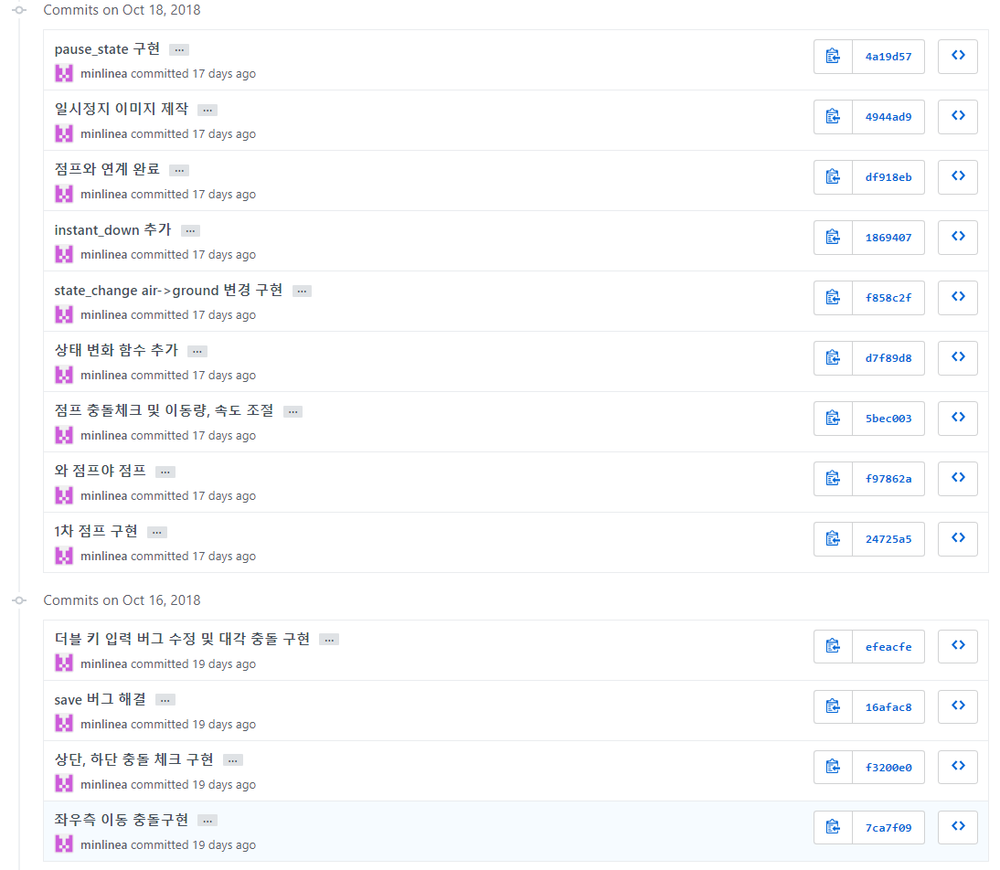 Commits on Oct 18, 2018
pause_state 구현 …
4a19d57
minlinea committed 17 days ago
일시정지 이미지 제작 …
4944ad9
minlinea committed 17 days ago
점프와 연계 완료 …
df918eb
minlinea committed 17 days ago
instant_down 추가 …
1869407
minlinea committed 17 days ago
state_change air->ground 변경 구현 …
f858c2f
minlinea committed 17 days ago
상태 변화 함수 추가 …
d7f89d8
minlinea committed 17 days ago
점프 충돌체크 및 이동량, 속도 조절 …
5bec003
minlinea committed 17 days ago
와 점프야 점프 …
f97862a
minlinea committed 17 days ago
1차 점프 구현 …
24725a5
minlinea committed 17 days ago
Commits on Oct 16, 2018
더블 키 입력 버그 수정 및 대각 충돌 구현 …
efeacfe
minlinea committed 19 days ago
save 버그 해결 …
16afac8
minlinea committed 19 days ago
상단, 하단 충돌 체크 구현 …
f3200e0
minlinea committed 19 days ago
좌우측 이동 충돌구현 …
7ca7f09
minlinea committed 19 days ago